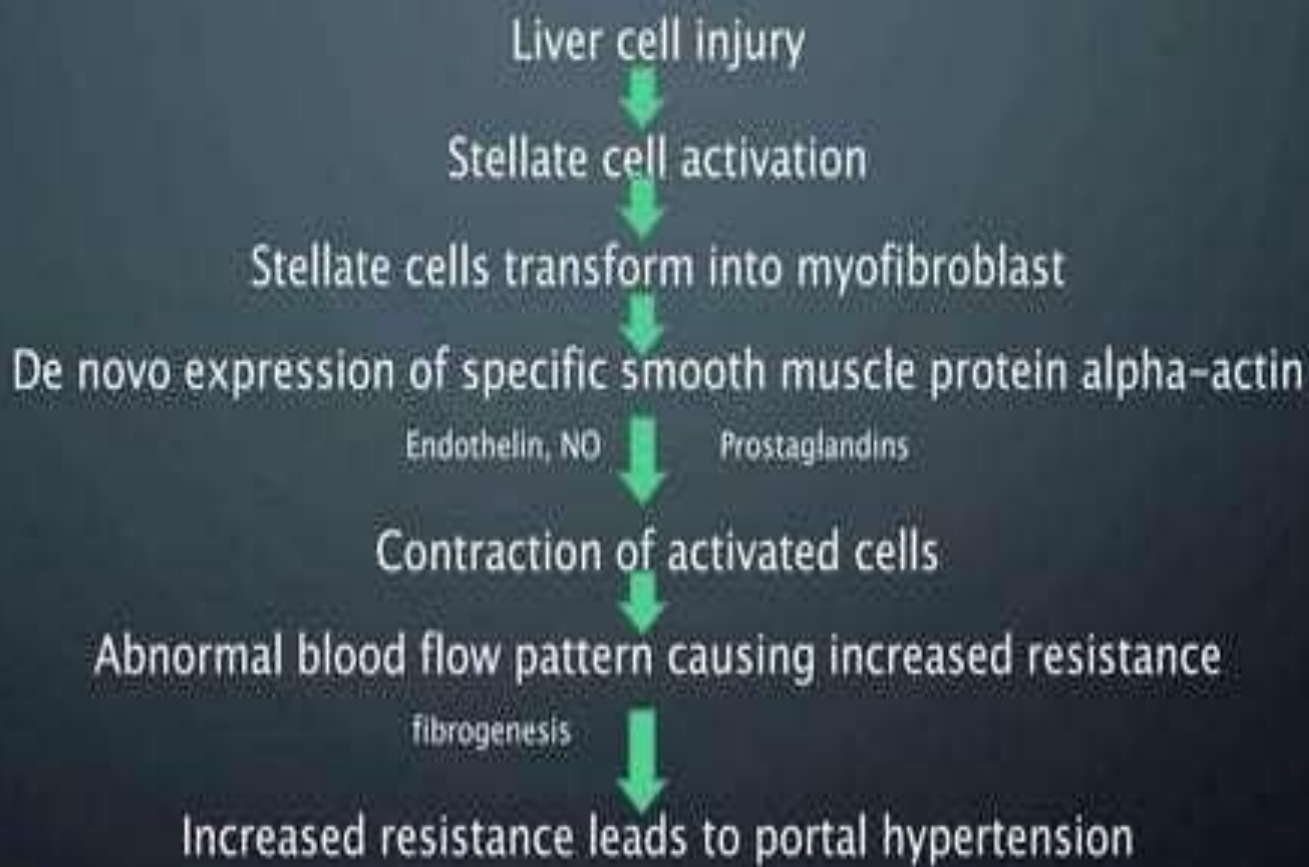 Liver cell injury
Stellate cell activation
Stellate cells transform into myofibroblast
De novo expression of specific smooth muscle protein alpha-actin
Endothelin, NO Prostaglandins
Contraction of activated cells
Abnormal blood flow pattern causing increased resistance
fibrogenesis
Increased resistance leads to portal hypertension